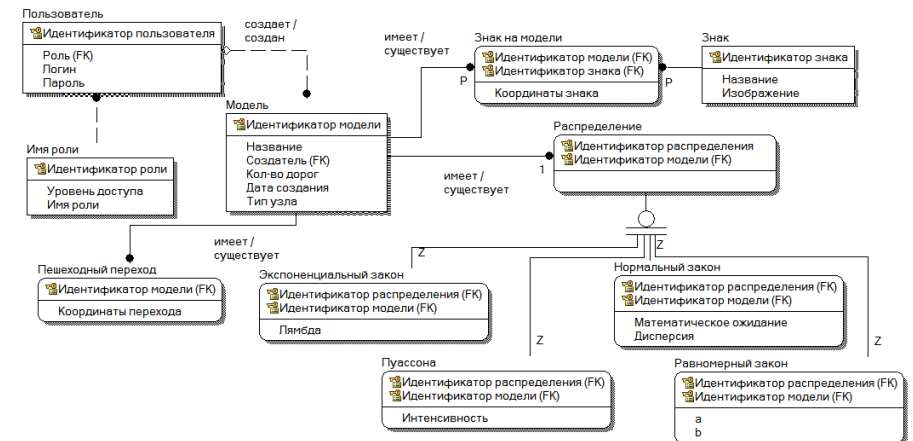 Пользователь
Идентификатор пользователя
Роль (FK)
Логин
Пароль
создает /
создан
Имя роли
Идентификатор роли
Уровень доступа
Имя роли
Модель
Идентификатор модели
Название
Создатель (FK)
Кол-во дорог
Дата создания
Тип узла
имеет /
существует
P
Знак на модели
Идентификатор модели (FK)
Идентификатор знака (FK)
Координаты знака
P
Знак
Идентификатор знака
Название
Изображение
имеет /
существует
1
Распределение
Идентификатор распределения
Идентификатор модели (FK)
имеет /
существует
Пешеходный переход
Идентификатор модели (FK)
Координаты перехода
Z
Экспоненциальный закон
Идентификатор распределения (FK)
Идентификатор модели (FK)
Лямбда
Z
Пуассона
Идентификатор распределения (FK)
Идентификатор модели (FK)
Интенсивность
Z
Нормальный закон
Идентификатор распределения (FK)
Идентификатор модели (FK)
Математическое ожидание
Дисперсия
Z
Равномерный закон
Идентификатор распределения (FK)
Идентификатор модели (FK)
a
b